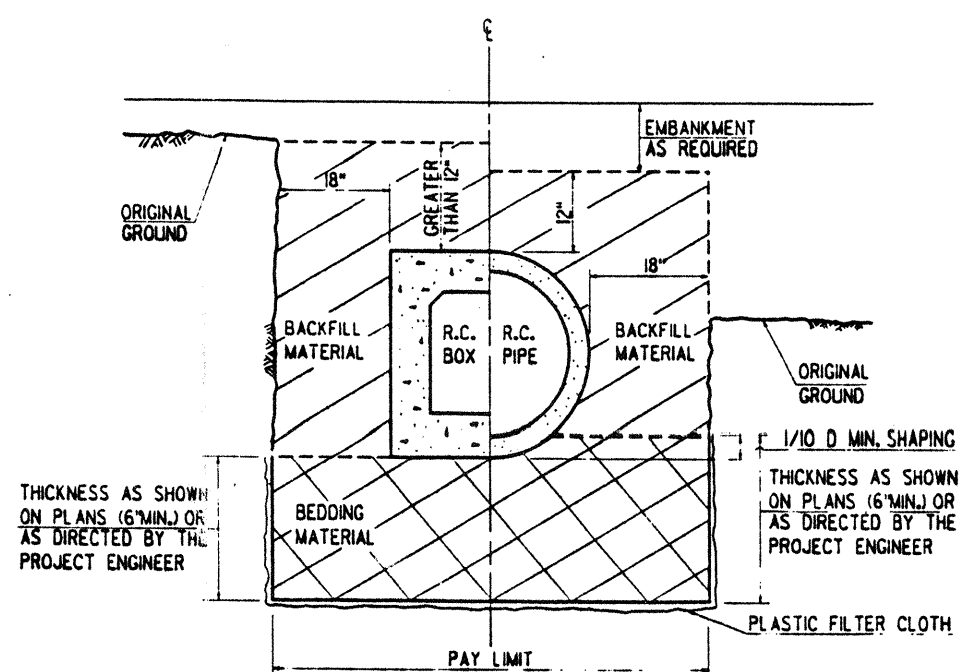 ℄
EMBANKMENT
AS REQUIRED
GREATER
THAN 12"
18"
12"
ORIGINAL
GROUND
18"
BACKFILL
MATERIAL
R.C.
BOX
R.C.
PIPE
BACKFILL
MATERIAL
ORIGINAL
GROUND
1/10 D MIN. SHAPING
THICKNESS AS SHOWN
ON PLANS (6"MIN.) OR
AS DIRECTED BY THE
PROJECT ENGINEER
BEDDING
MATERIAL
THICKNESS AS SHOWN
ON PLANS (6"MIN.) OR
AS DIRECTED BY THE
PROJECT ENGINEER
PLASTIC FILTER CLOTH
PAY LIMIT